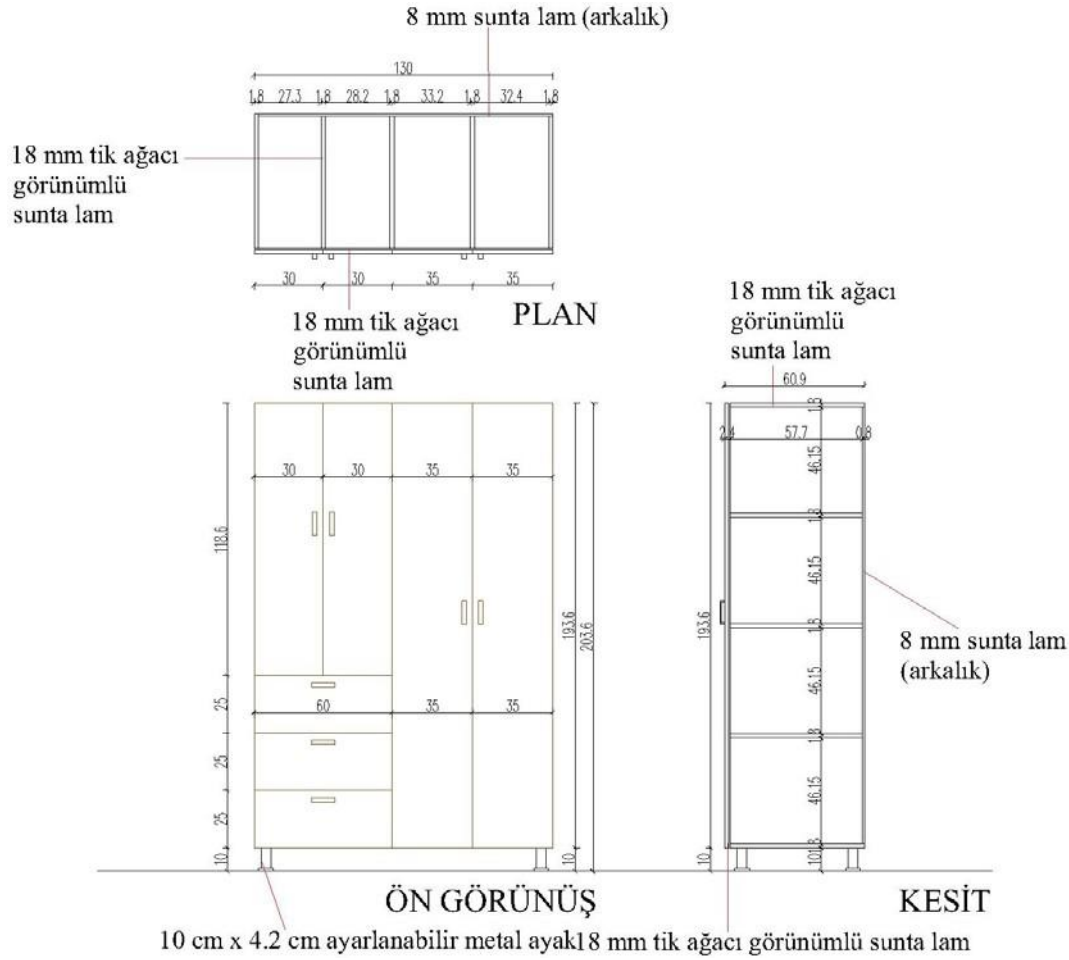 8 mm sunta lam (arkalık)
130
1.8 27.3 1.8 28.2 1.8 33.2 1.8 32.4 1.8
18 mm tik ağacı
görünümlü
sunta lam
30 30 35 35
PLAN
18 mm tik ağacı
görünümlü
sunta lam
18 mm tik ağacı
görünümlü
sunta lam
30 30 35 35
118.6
60 35 35
25
25
25
10
193.6
203.6
10
ÖN GÖRÜNÜŞ
10 cm x 4.2 cm ayarlanabilir metal ayak
60.9
1.8
2.4 57.7 0.8
46.15
1.8
46.15
193.6
1.8
46.15
1.8
46.15
1.8
10
10
8 mm sunta lam
(arkalık)
KESİT
18 mm tik ağacı görünümlü sunta lam